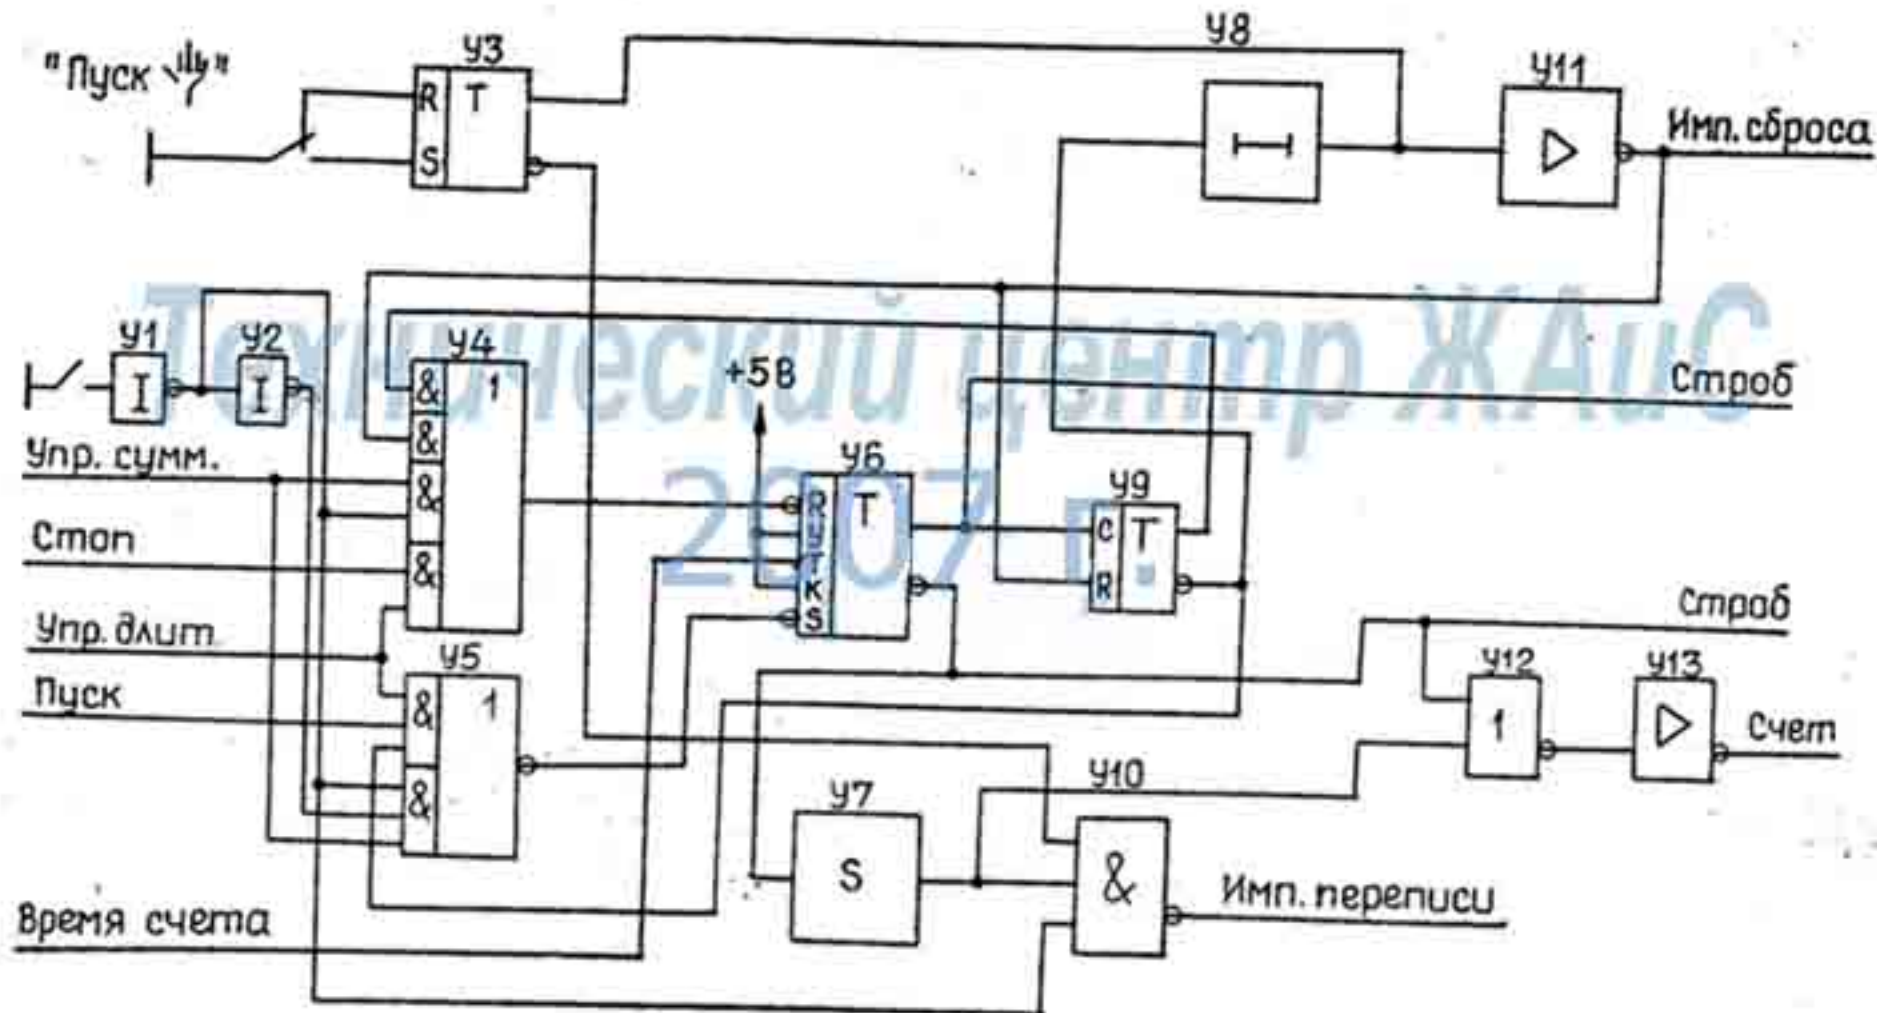 "Пуск"
У3
R T
S
У8
У11
▷
Имп. сброса
У1
I
У2
I
У4
&
1
&
&
&
+5В
Строб
Упр. сумм.
Стоп
Упр. длит
Пуск
У6
R T
Ц
Т
К
S
У9
C T
R
Строб
У5
&
1
&
У12
1
У13
▷
Счет
У7
S
У10
&
Имп. переписи
Время счета
Технический центр ЖАиС
2007 г.